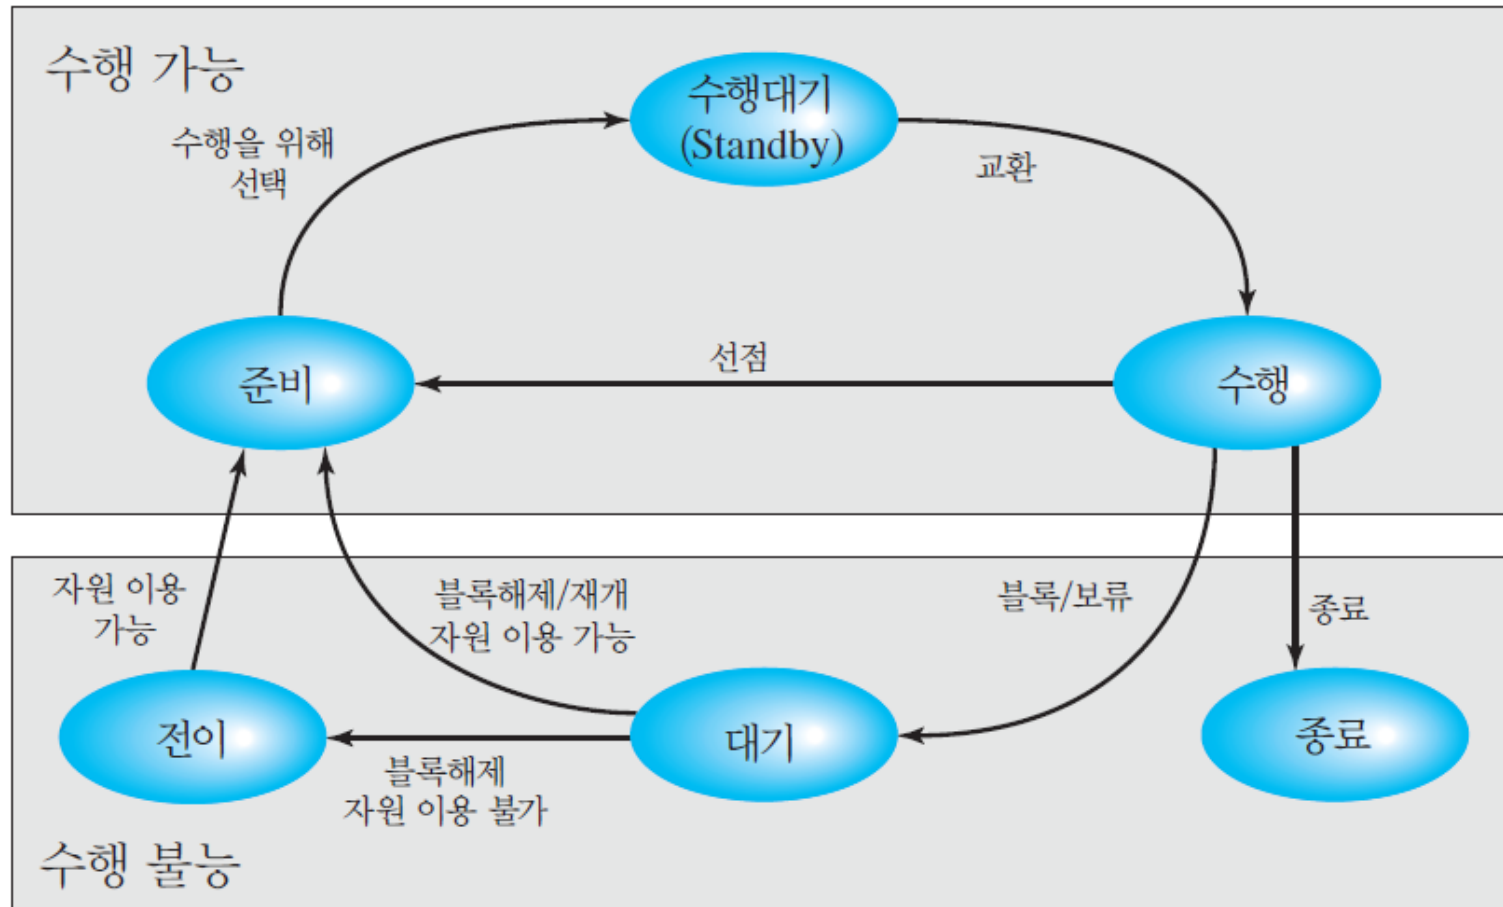 수행 가능
수행대기
(Standby)
수행을 위해
선택
교환
선점
준비
수행
자원 이용
가능
블록해제/재개
자원 이용 가능
블록/보류
종료
전이
대기
종료
블록해제
자원 이용 불가
수행 불능